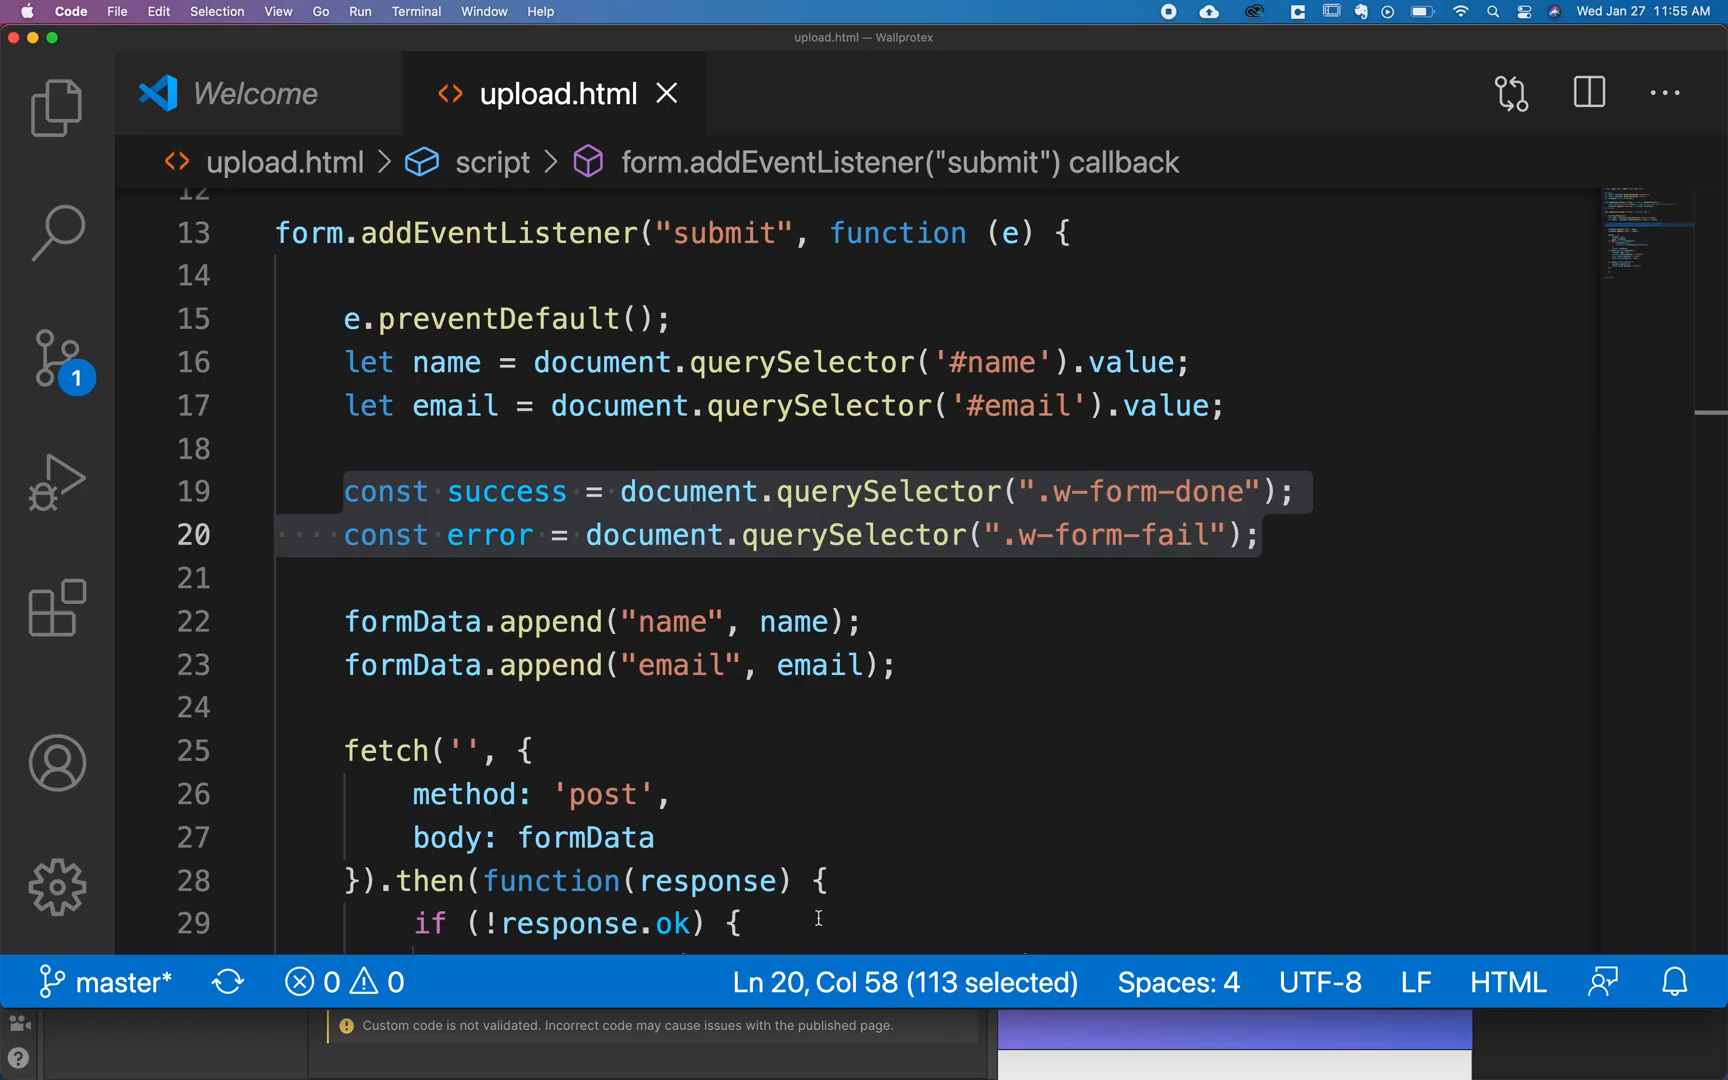 Code File Edit Selection View Go Run Terminal Window Help Wed Jan 27 11:55 AM
upload.html — Wallprotex
Welcome upload.html
upload.html > script > form.addEventListener("submit") callback
12
13 form.addEventListener("submit", function (e) {
14
15 e.preventDefault();
16 let name = document.querySelector('#name').value;
17 let email = document.querySelector('#email').value;
18
19 const success = document.querySelector(".w-form-done");
20 const error = document.querySelector(".w-form-fail");
21
22 formData.append("name", name);
23 formData.append("email", email);
24
25 fetch('', {
26 method: 'post',
27 body: formData
28 }).then(function(response) {
29 if (!response.ok) {
1
master* 0 0 Ln 20, Col 58 (113 selected) Spaces: 4 UTF-8 LF HTML
Custom code is not validated. Incorrect code may cause issues with the published page.